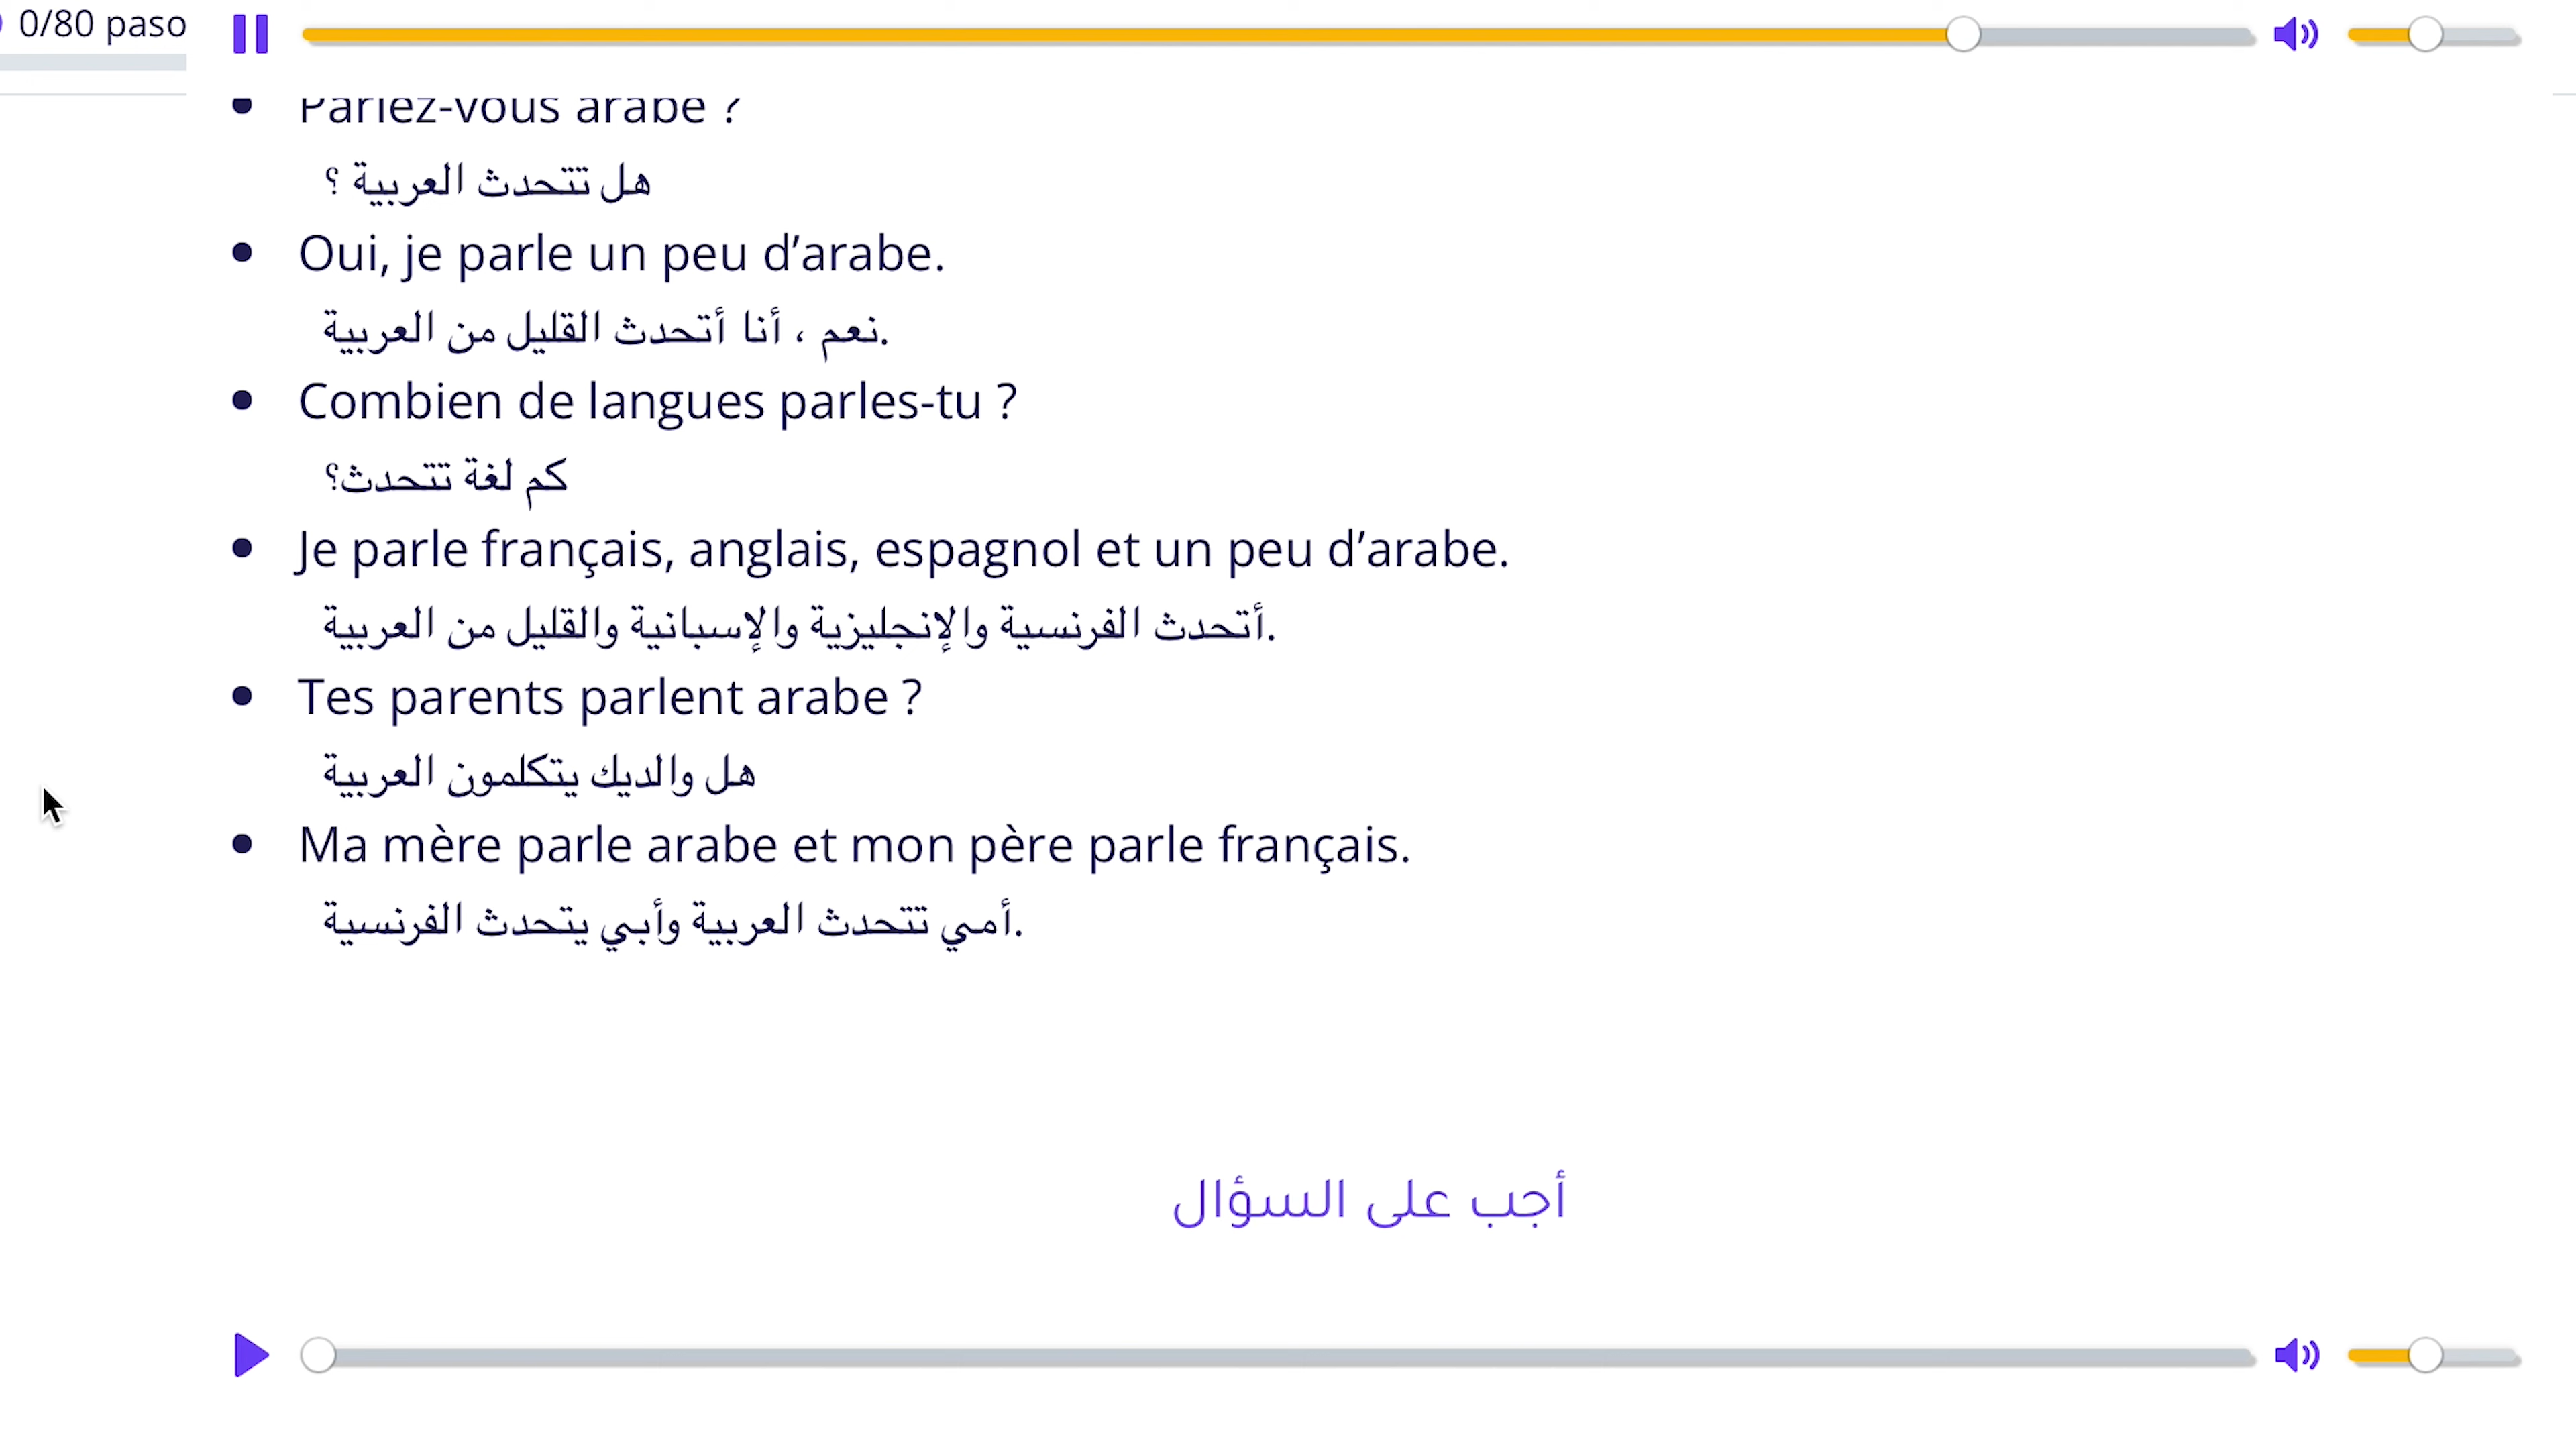 0/80 paso
Parlez-vous arabe ?
هل تتحدث العربية ؟
Oui, je parle un peu d’arabe.
نعم ، أنا أتحدث القليل من العربية.
Combien de langues parles-tu ?
كم لغة تتحدث؟
Je parle français, anglais, espagnol et un peu d’arabe.
أتحدث الفرنسية والإنجليزية والإسبانية والقليل من العربية.
Tes parents parlent arabe ?
هل والديك يتكلمون العربية
Ma mère parle arabe et mon père parle français.
أمي تتحدث العربية وأبي يتحدث الفرنسية.
أجب على السؤال